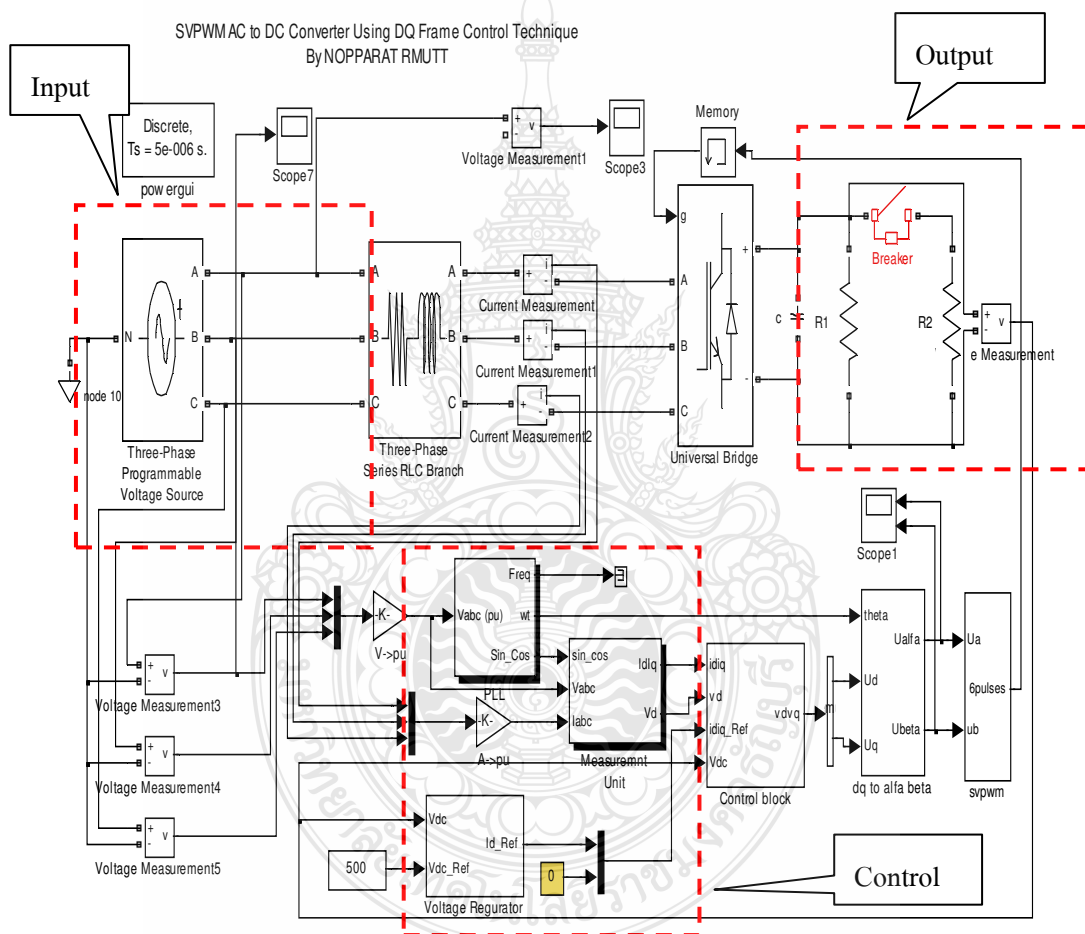 SVPWM AC to DC Converter Using DQ Frame Control Technique
By NOPPARAT RMUTT
Input
Output
Discrete,
Ts = 5e-006 s.
pow ergui
Scope7
+
-
v
Voltage Measurement1
Scope3
Memory
N
A
B
C
node 10
Three-Phase
Programmable
Voltage Source
A
B
C
A
B
C
Three-Phase
Series RLC Branch
+
-
i
Current Measurement
+
-
i
Current Measurement1
+
-
i
Current Measurement2
g
A
B
C
+
-
Universal Bridge
c
R1
Breaker
R2
+
-
v
e Measurement
Scope1
+
-
v
Voltage Measurement3
+
-
v
Voltage Measurement4
+
-
v
Voltage Measurement5
-K-
V->pu
Vabc (pu)
Freq
wt
Sin_Cos
PLL
-K-
A->pu
sin_cos
Vabc
Iabc
IdIq
Vd
Measuremnt
Unit
idiq
vd
idiq_Ref
Vdc
vdvq
Control block
m
theta
Ud
Uq
Ualfa
Ubeta
dq to alfa beta
Ua
ub
6pulses
svpwm
500
Vdc
Vdc_Ref
Id_Ref
Voltage Regurator
0
Control